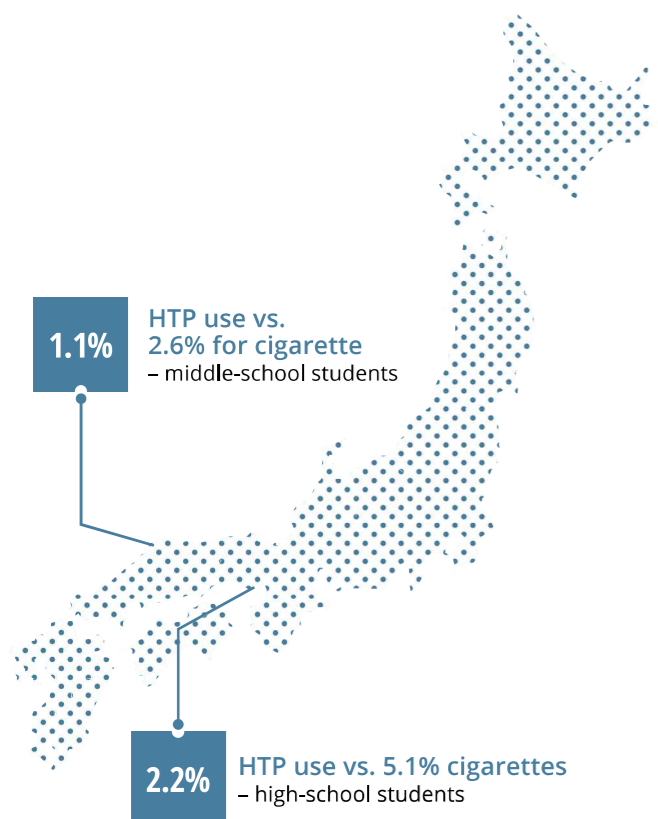 1.1%
HTP use vs.
2.6% for cigarette
– middle-school students
2.2%
HTP use vs. 5.1% cigarettes
– high-school students